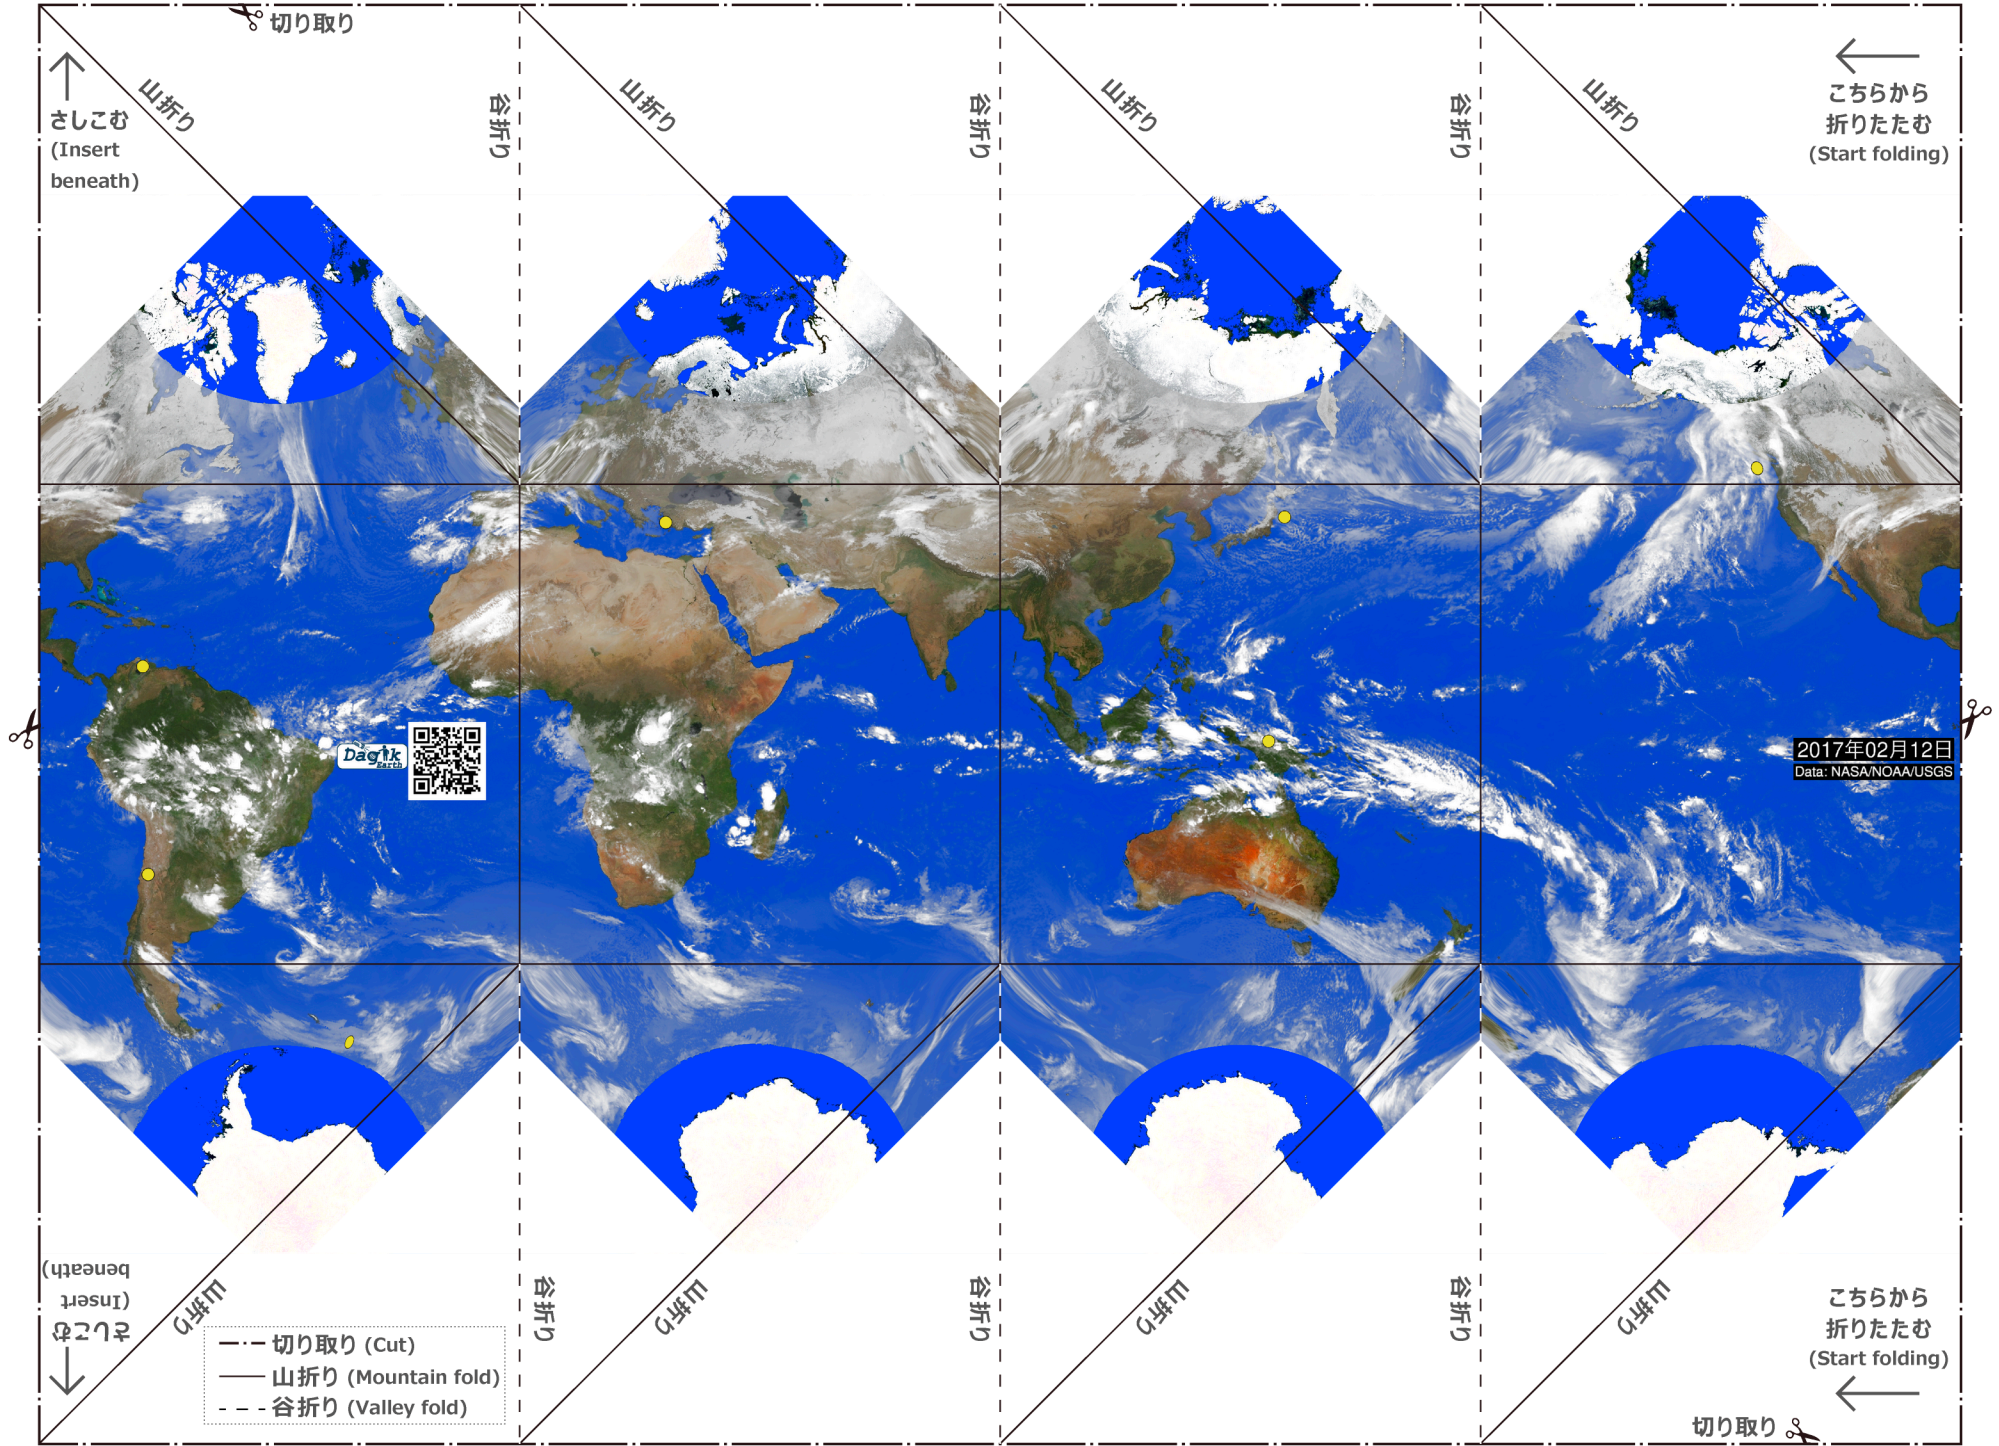 切り取り
さしこむ
(Insert
beneath)
山折り
谷折り
山折り
谷折り
山折り
谷折り
山折り
こちらから
折りたたむ
(Start folding)
Dagik
Earth
2017年02月12日
Data: NASA/NOAA/USGS
さしこむ
(Insert
beneath)
山折り
谷折り
山折り
谷折り
山折り
谷折り
山折り
こちらから
折りたたむ
(Start folding)
切り取り (Cut)
山折り (Mountain fold)
谷折り (Valley fold)
切り取り